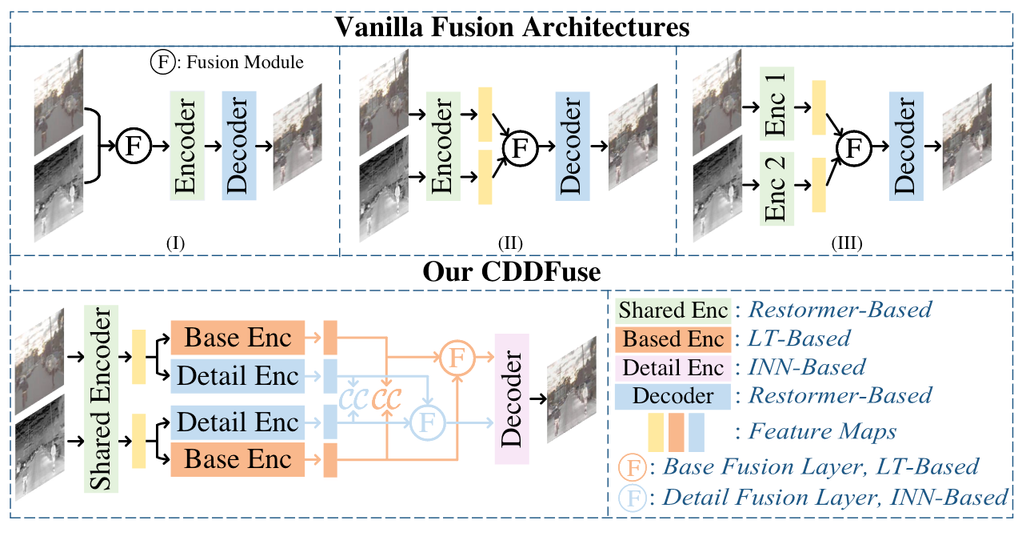 Vanilla Fusion Architectures
Ⓕ: Fusion Module
F
Encoder
Decoder
(I)
Encoder
F
Decoder
(II)
Enc 1
Enc 2
F
Decoder
(III)
Our CDDFuse
Shared Encoder
Base Enc
Detail Enc
Detail Enc
Base Enc
CC
CC
F
F
Decoder
Shared Enc : Restormer-Based
Based Enc : LT-Based
Detail Enc : INN-Based
Decoder : Restormer-Based
: Feature Maps
Ⓕ: Base Fusion Layer, LT-Based
Ⓕ: Detail Fusion Layer, INN-Based